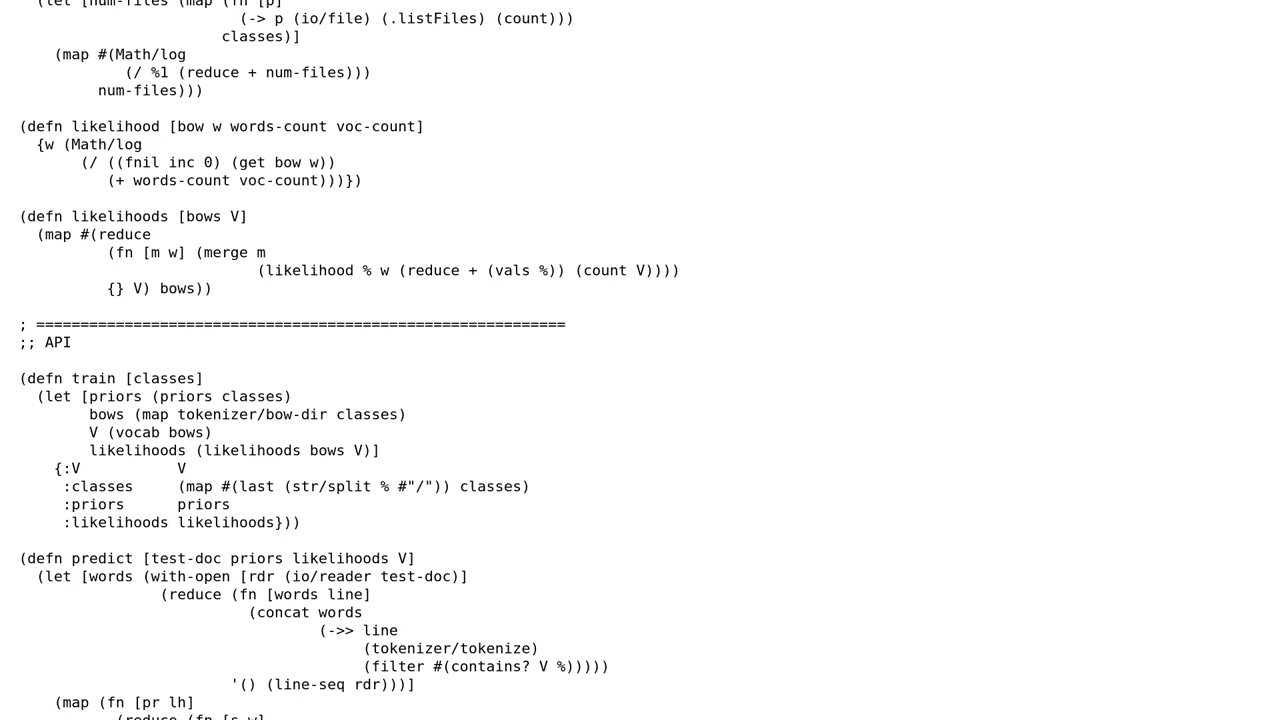 (let [num-files (map (fn [p]
(-> p (io/file) (.listFiles) (count)))
classes)]
(map #(Math/log
(/ %1 (reduce + num-files)))
num-files)))
(defn likelihood [bow w words-count voc-count]
{w (Math/log
(/ ((fnil inc 0) (get bow w))
(+ words-count voc-count)))})
(defn likelihoods [bows V]
(map #(reduce
(fn [m w] (merge m
(likelihood % w (reduce + (vals %)) (count V))))
{} V) bows))
; ============================================================
;; API
(defn train [classes]
(let [priors (priors classes)
bows (map tokenizer/bow-dir classes)
V (vocab bows)
likelihoods (likelihoods bows V)]
{:V           V
:classes     (map #(last (str/split % #"/")) classes)
:priors      priors
:likelihoods likelihoods}))
(defn predict [test-doc priors likelihoods V]
(let [words (with-open [rdr (io/reader test-doc)]
(reduce (fn [words line]
(concat words
(->> line
(tokenizer/tokenize)
(filter #(contains? V %)))))
'() (line-seq rdr)))]
(map (fn [pr lh]
(reduce (fn [s w]